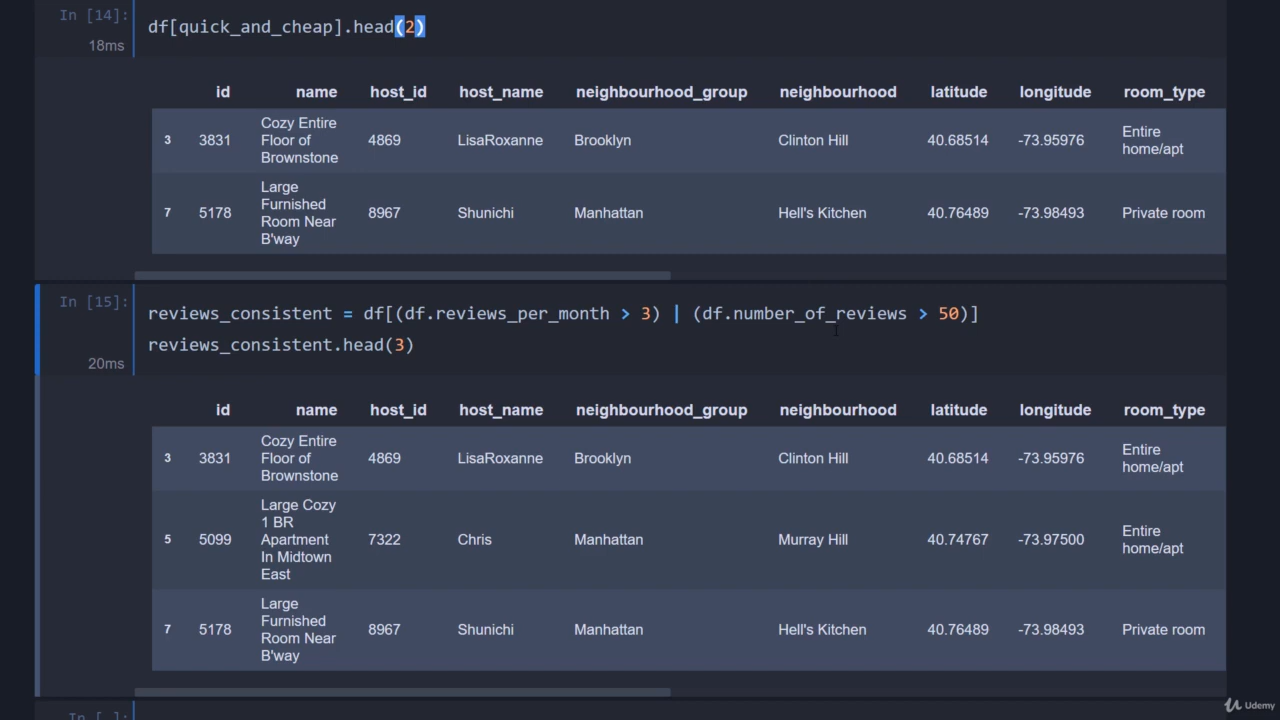 In [14]:
df[quick_and_cheap].head(2)
18ms
id name host_id host_name neighbourhood_group neighbourhood latitude longitude room_type
3 3831 Cozy Entire Floor of Brownstone 4869 LisaRoxanne Brooklyn Clinton Hill 40.68514 -73.95976 Entire home/apt
7 5178 Large Furnished Room Near B'way 8967 Shunichi Manhattan Hell's Kitchen 40.76489 -73.98493 Private room
In [15]:
reviews_consistent = df[(df.reviews_per_month > 3) | (df.number_of_reviews > 50)]
reviews_consistent.head(3)
20ms
id name host_id host_name neighbourhood_group neighbourhood latitude longitude room_type
3 3831 Cozy Entire Floor of Brownstone 4869 LisaRoxanne Brooklyn Clinton Hill 40.68514 -73.95976 Entire home/apt
5 5099 Large Cozy 1 BR Apartment In Midtown East 7322 Chris Manhattan Murray Hill 40.74767 -73.97500 Entire home/apt
7 5178 Large Furnished Room Near B'way 8967 Shunichi Manhattan Hell's Kitchen 40.76489 -73.98493 Private room
In [ ]:
Udemy